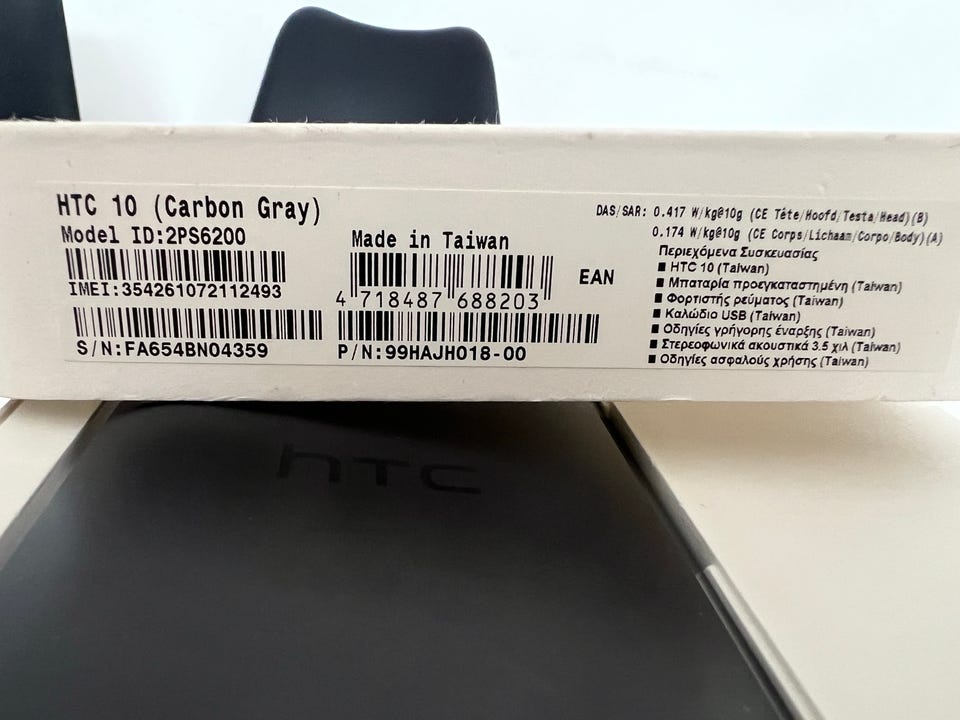 HTC 10 (Carbon Gray)
Model ID:2PS6200
IMEI:354261072112493
S/N:FA654BN04359
Made in Taiwan
4 718487 688203
EAN
P/N:99HAJH018-00
DAS/SAR: 0.417 W/kg@10g (CE Tête/Hoofd/Testa/Head)(B)
0.174 W/kg@10g (CE Corps/Lichaam/Corpo/Body)(A)
Περιεχόμενα Συσκευασίας
■ HTC 10 (Taiwan)
■ Μπαταρία προεγκαταστημένη (Taiwan)
■ Φορτιστής ρεύματος (Taiwan)
■ Καλώδιο USB (Taiwan)
■ Οδηγίες γρήγορης έναρξης (Taiwan)
■ Στερεοφωνικά ακουστικά 3.5 χιλ (Taiwan)
■ Οδηγίες ασφαλούς χρήσης (Taiwan)
hTC